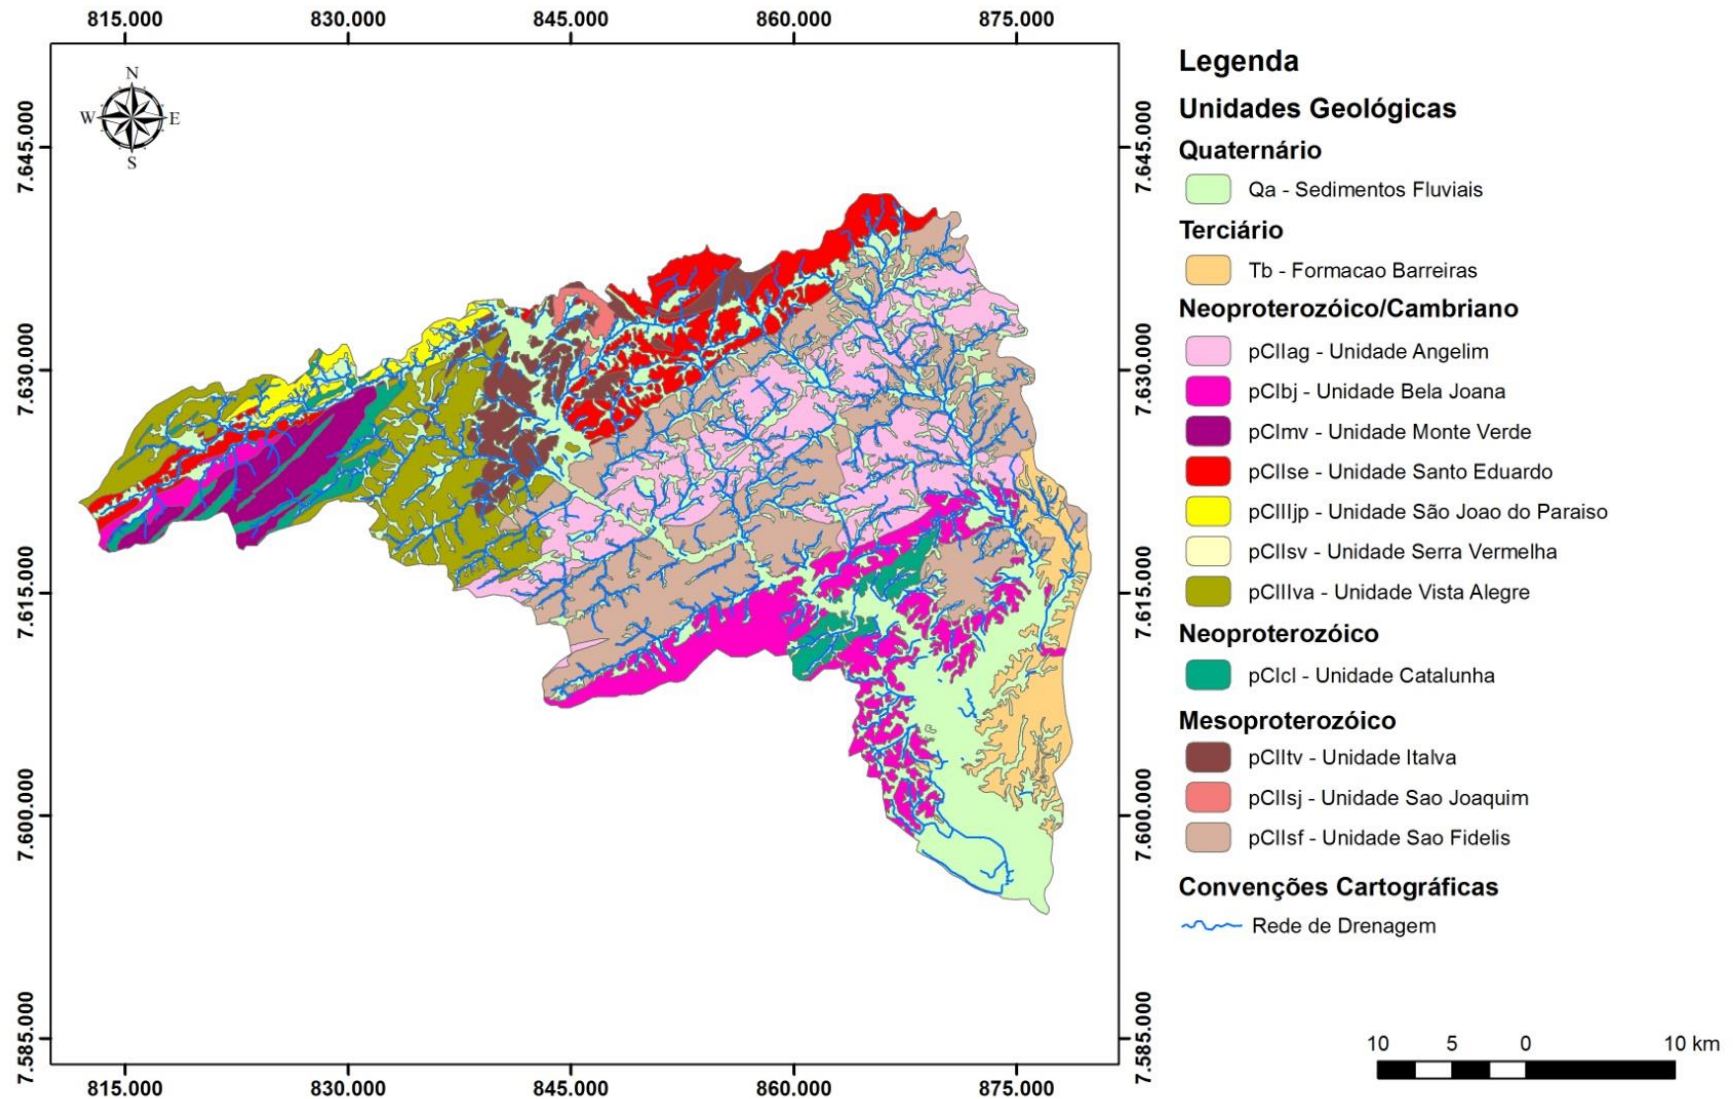 815.000 830.000 845.000 860.000 875.000
N
W E
S
7.645.000
7.630.000
7.615.000
7.600.000
7.585.000
7.645.000
7.630.000
7.615.000
7.600.000
7.585.000
815.000 830.000 845.000 860.000 875.000
Legenda
Unidades Geológicas
Quaternário
Qa - Sedimentos Fluviais
Terciário
Tb - Formacao Barreiras
Neoproterozóico/Cambriano
pCIIag - Unidade Angelim
pCIbj - Unidade Bela Joana
pCImv - Unidade Monte Verde
pCIIse - Unidade Santo Eduardo
pCIIIjp - Unidade São Joao do Paraiso
pCIIsv - Unidade Serra Vermelha
pCIIIva - Unidade Vista Alegre
Neoproterozóico
pCIcl - Unidade Catalunha
Mesoproterozóico
pCIItv - Unidade Italva
pCIIsj - Unidade Sao Joaquim
pCIIsf - Unidade Sao Fidelis
Convenções Cartográficas
Rede de Drenagem
10 5 0 10 km